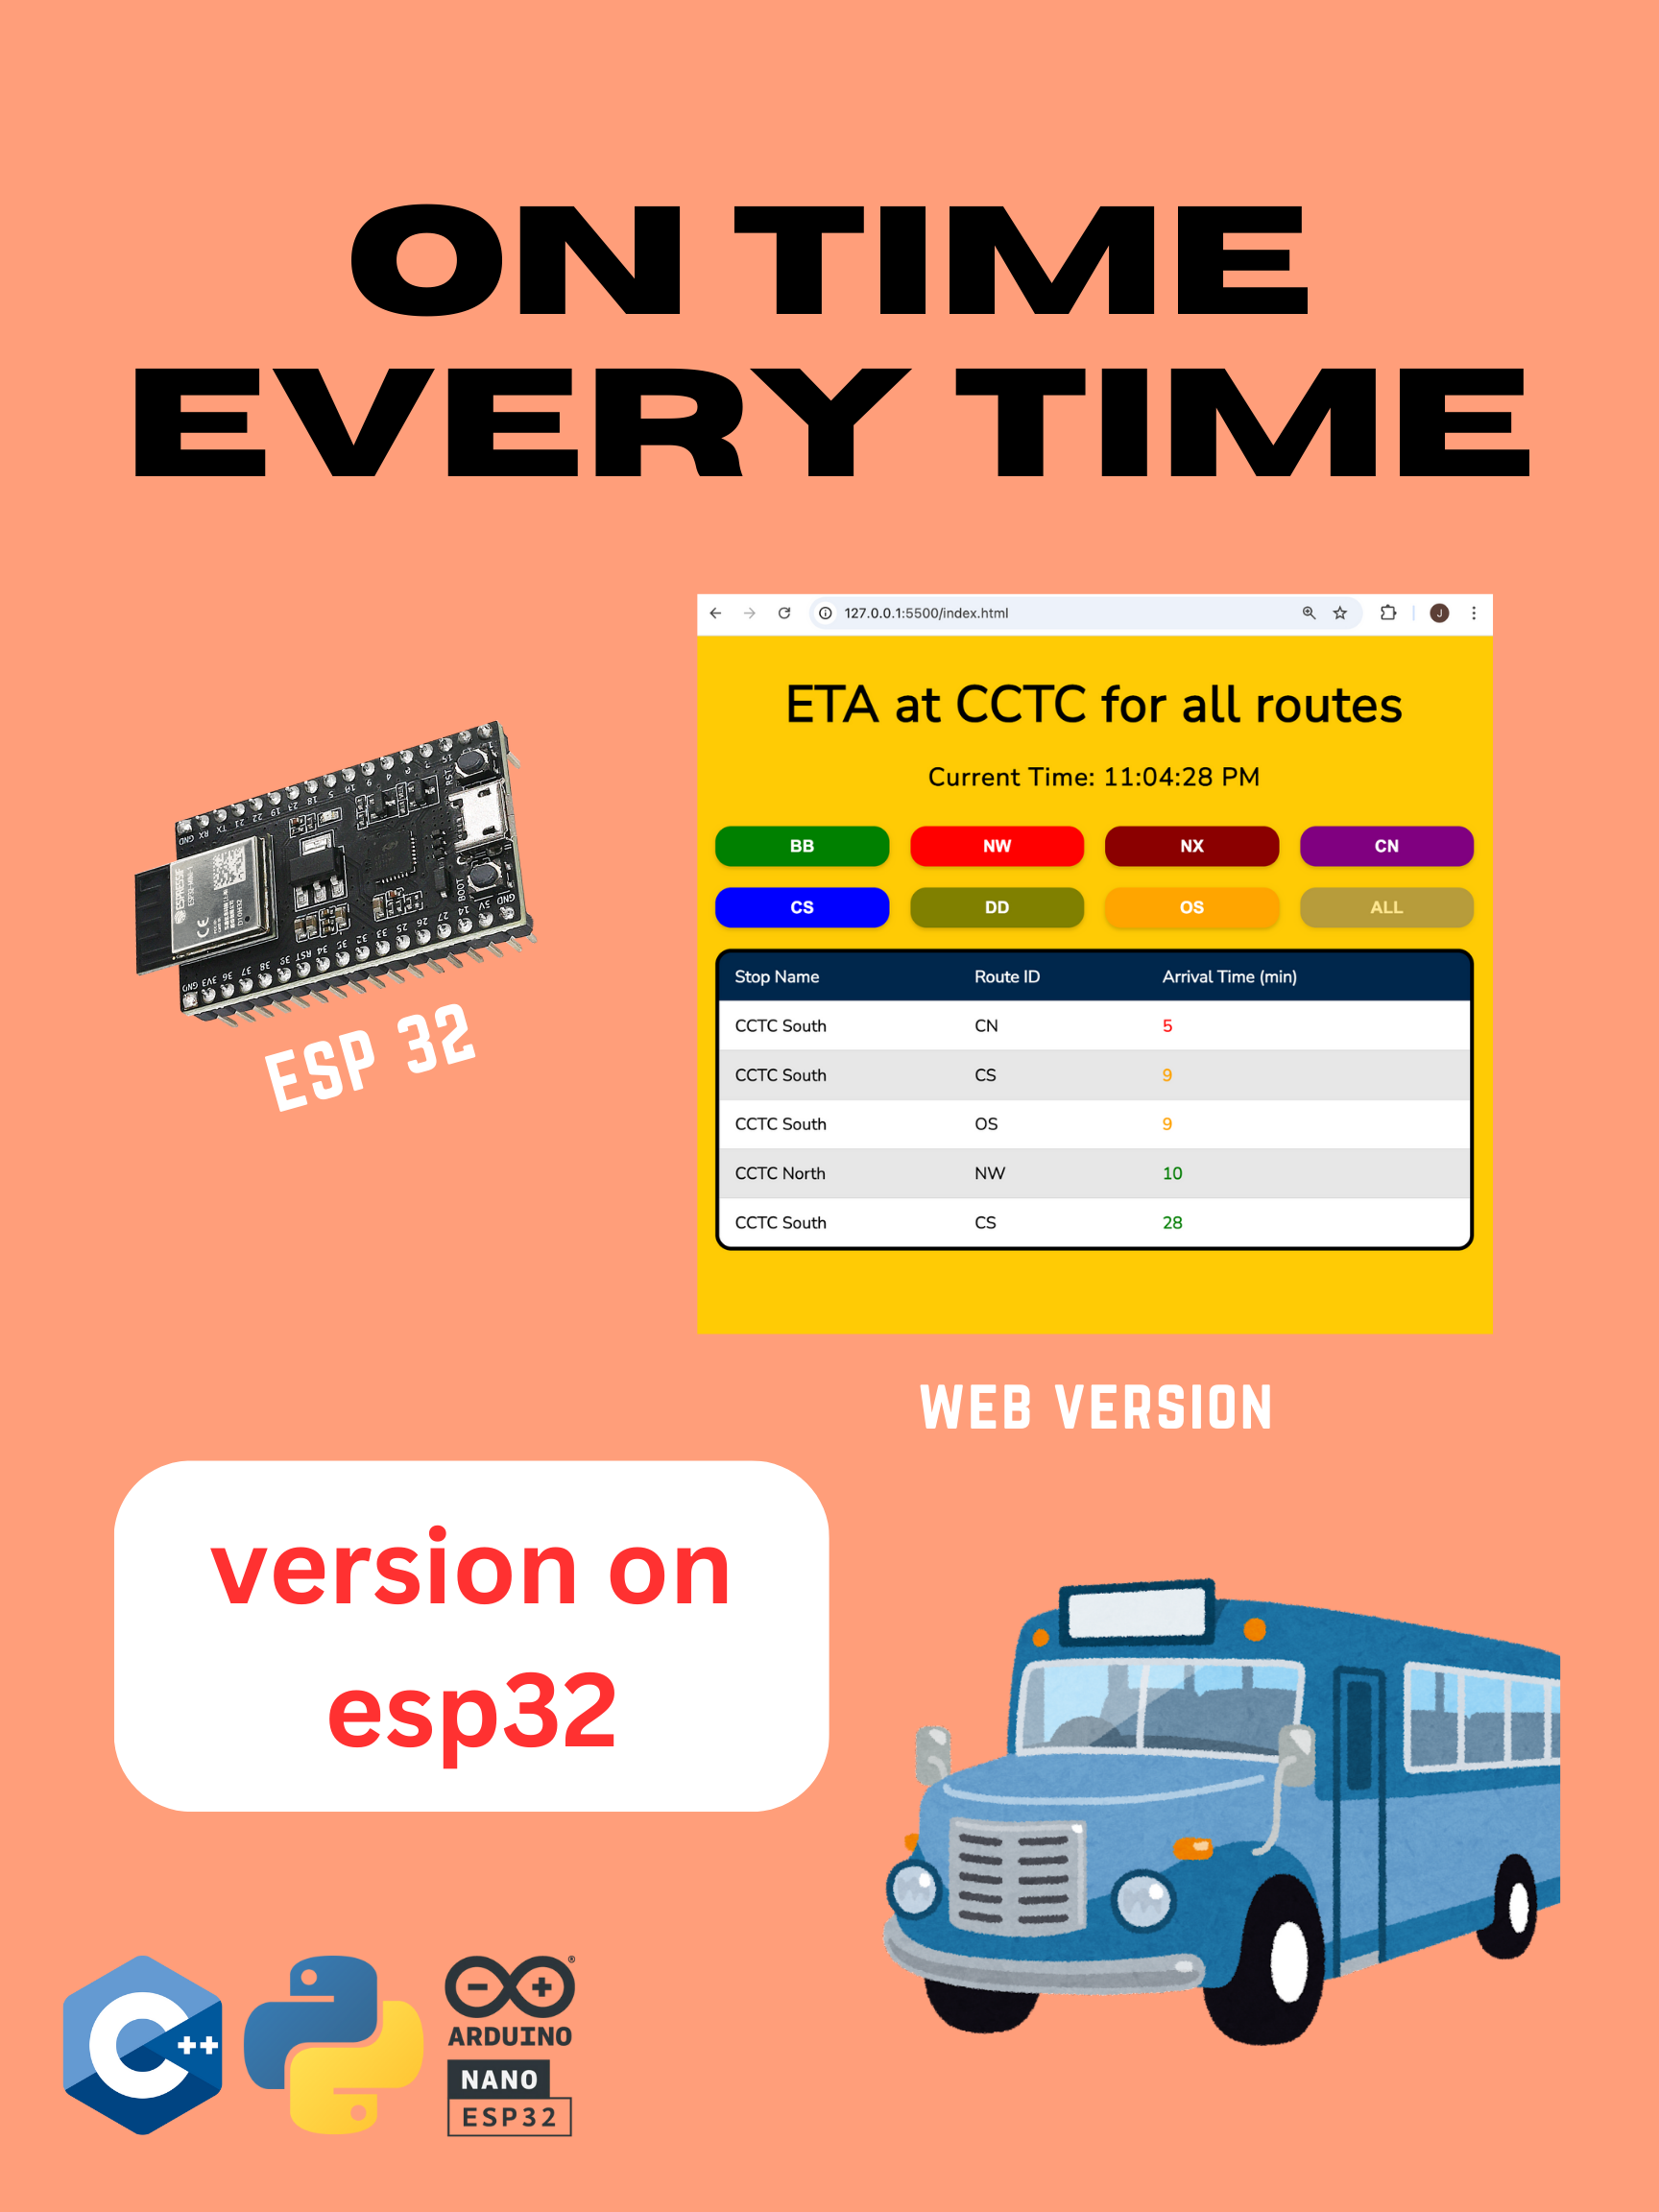 ON TIME
EVERY TIME
127.0.0.1:5500/index.html
J
ETA at CCTC for all routes
Current Time: 11:04:28 PM
BB NW NX CN
CS DD OS ALL
Stop Name Route ID Arrival Time (min)
CCTC South CN 5
CCTC South CS 9
CCTC South OS 9
CCTC North NW 10
CCTC South CS 28
ESP 32
WEB VERSION
version on
esp32
C++
ARDUINO
NANO
ESP32